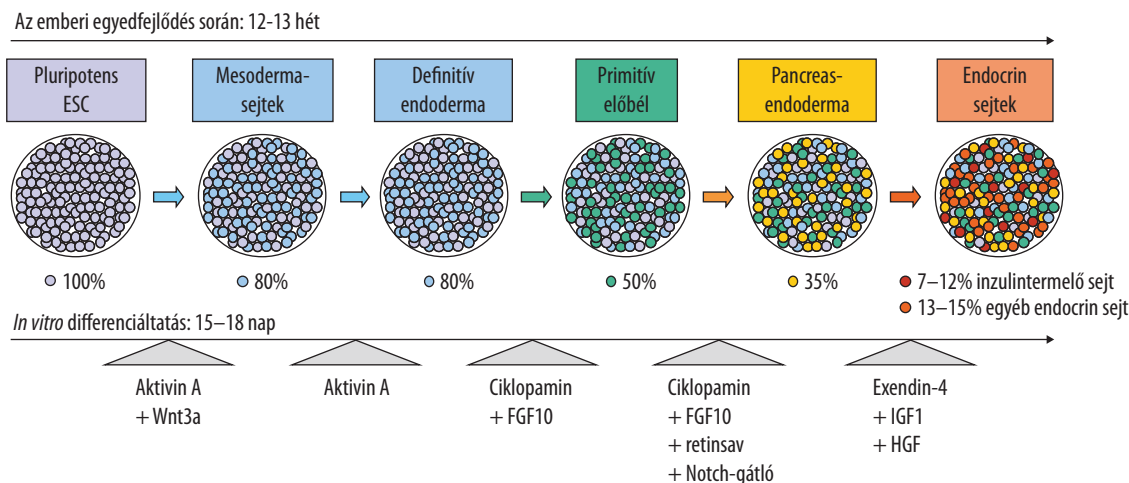 Az emberi egyedfejlődés során: 12-13 hét
Pluripotens
ESC
Mesoderma-
sejtek
Definitív
endoderma
Primitív
előbél
Pancreas-
endoderma
Endocrin
sejtek
100%
80%
80%
50%
35%
7–12% inzulintermelő sejt
13–15% egyéb endocrin sejt
In vitro differenciáltatás: 15–18 nap
Aktivin A
+ Wnt3a
Aktivin A
Ciklopamin
+ FGF10
Ciklopamin
+ FGF10
+ retinsav
+ Notch-gátló
Exendin-4
+ IGF1
+ HGF